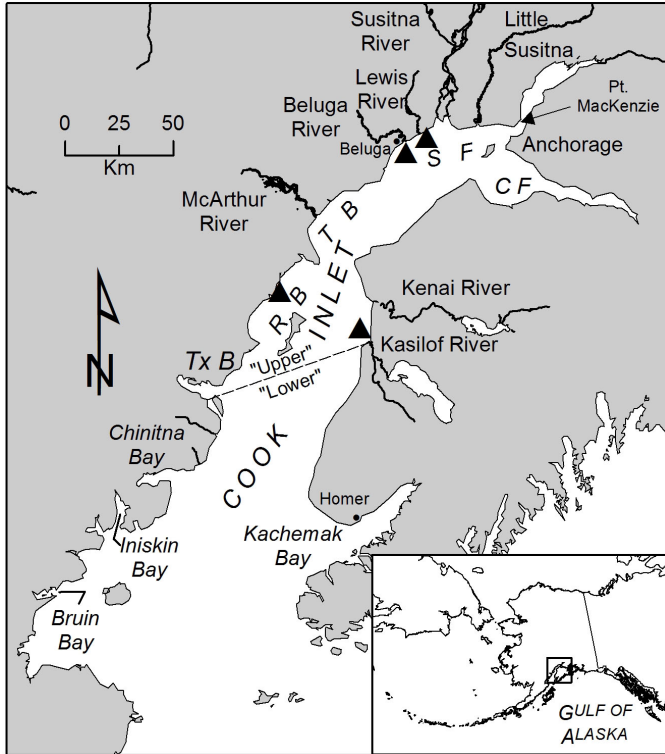 Susitna
River
Little
Susitna
Lewis
River
Pt.
MacKenzie
0 25 50
Km
Beluga
River
Beluga
Anchorage
S F
C F
McArthur
River
T B
R B
INLET
Kenai River
Kasilof River
N
Tx B
"Upper"
"Lower"
Chinitna
Bay
COOK
Homer
Kachemak
Bay
Iniskin
Bay
Bruin
Bay
GULF OF
ALASKA